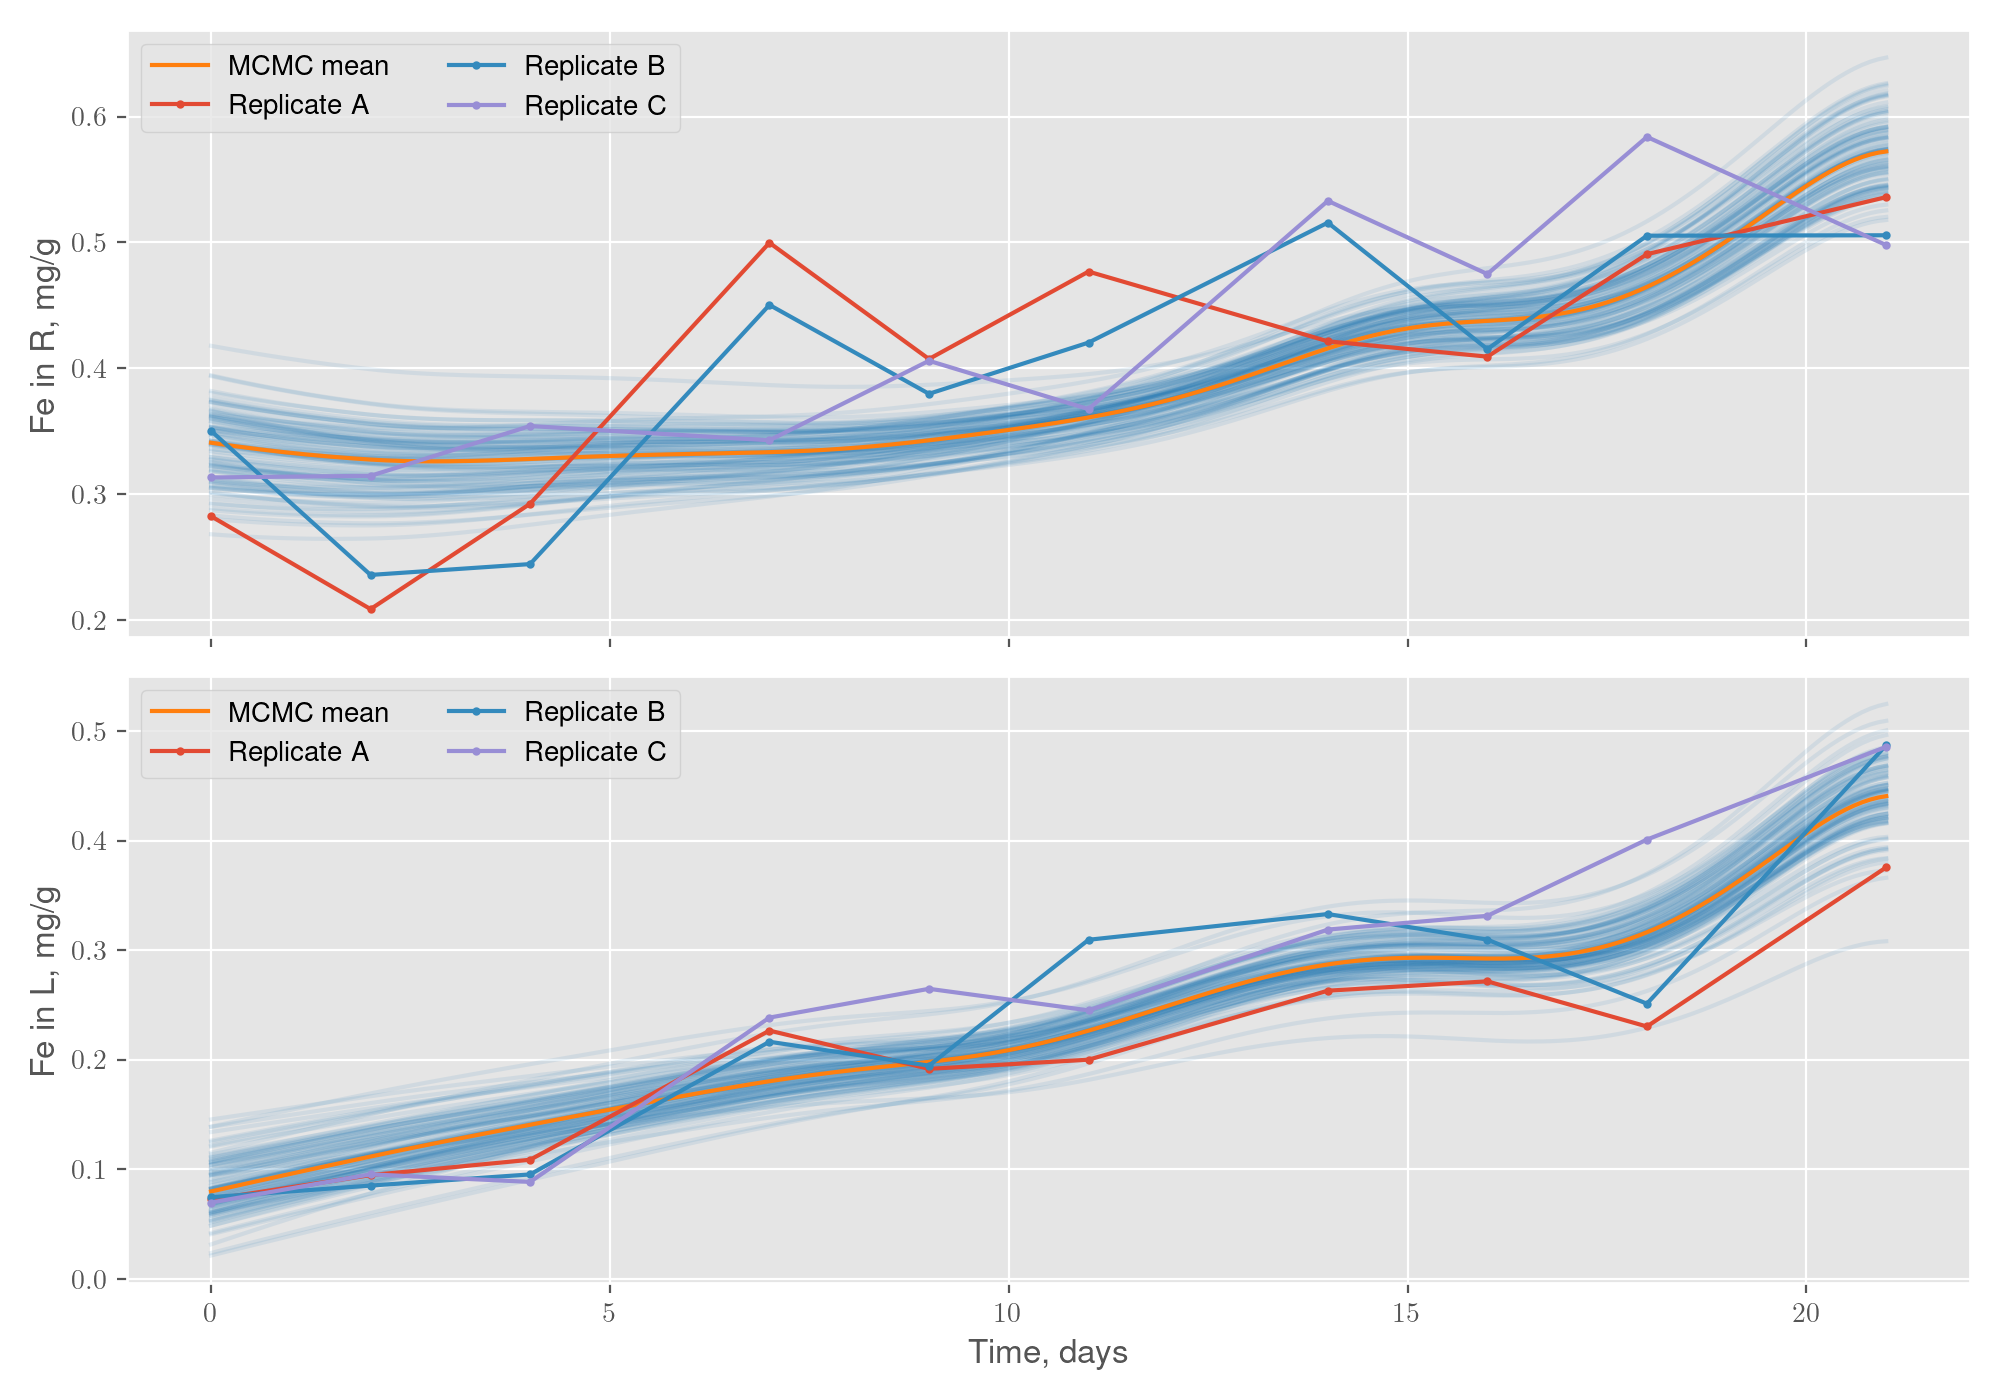 MCMC mean
Replicate A
Replicate B
Replicate C
Fe in R, mg/g
0.6
0.5
0.4
0.3
0.2
MCMC mean
Replicate A
Replicate B
Replicate C
Fe in L, mg/g
0.5
0.4
0.3
0.2
0.1
0.0
0 5 10 15 20
Time, days